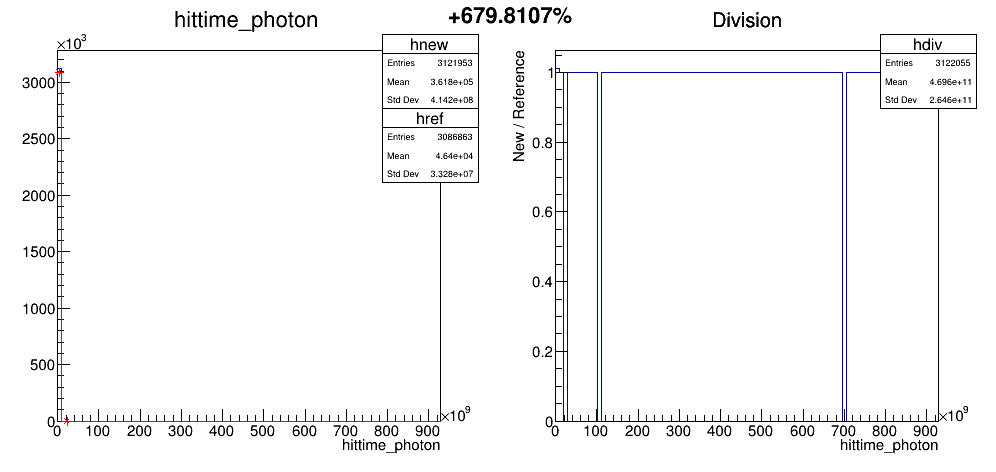 +679.8107%
hittime_photon
×10³
hnew
Entries 3121953
Mean 3.618e+05
Std Dev 4.142e+08
href
Entries 3086863
Mean 4.64e+04
Std Dev 3.328e+07
3000
2500
2000
1500
1000
500
0
0 100 200 300 400 500 600 700 800 900 ×10⁹
hittime_photon
Division
hdiv
Entries 3122055
Mean 4.696e+11
Std Dev 2.646e+11
New / Reference
1
0.8
0.6
0.4
0.2
0
0 100 200 300 400 500 600 700 800 900 ×10⁹
hittime_photon